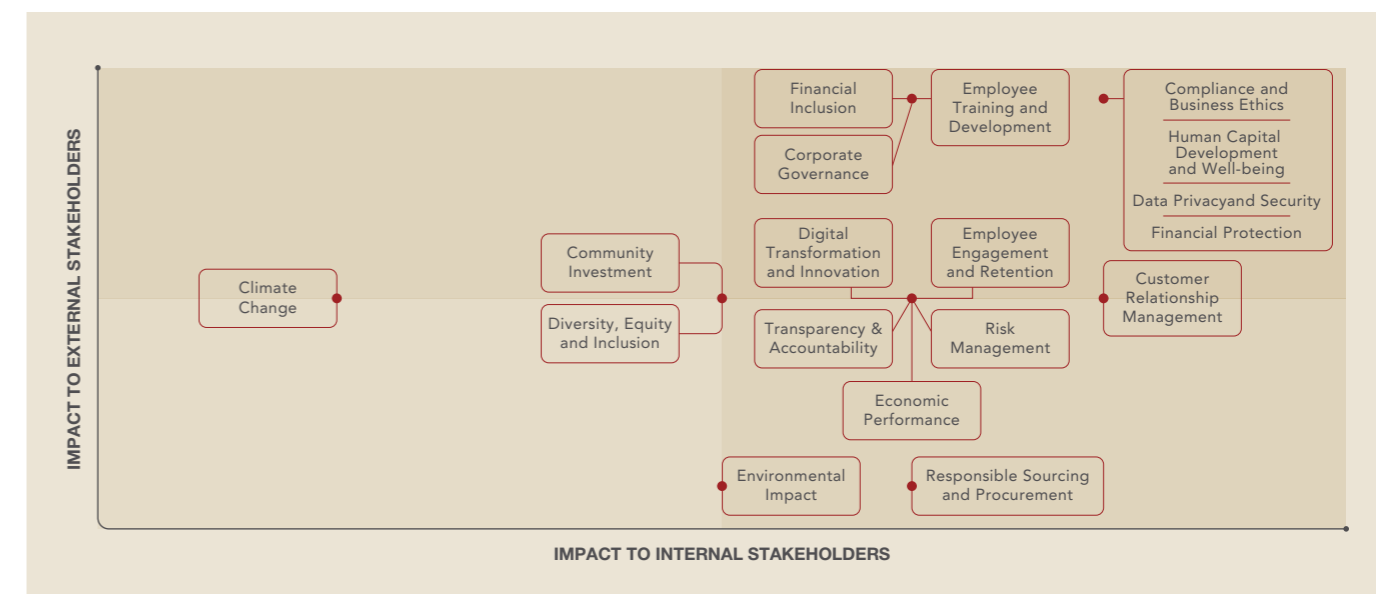 IMPACT TO EXTERNAL STAKEHOLDERS
Financial
Inclusion
Employee
Training and
Development
Compliance and
Business Ethics
Human Capital
Development
and Well-being
Data Privacyand Security
Financial Protection
Corporate
Governance
Digital
Transformation
and Innovation
Employee
Engagement
and Retention
Community
Investment
Customer
Relationship
Management
Climate
Change
Diversity, Equity
and Inclusion
Transparency &
Accountability
Risk
Management
Economic
Performance
Environmental
Impact
Responsible Sourcing
and Procurement
IMPACT TO INTERNAL STAKEHOLDERS